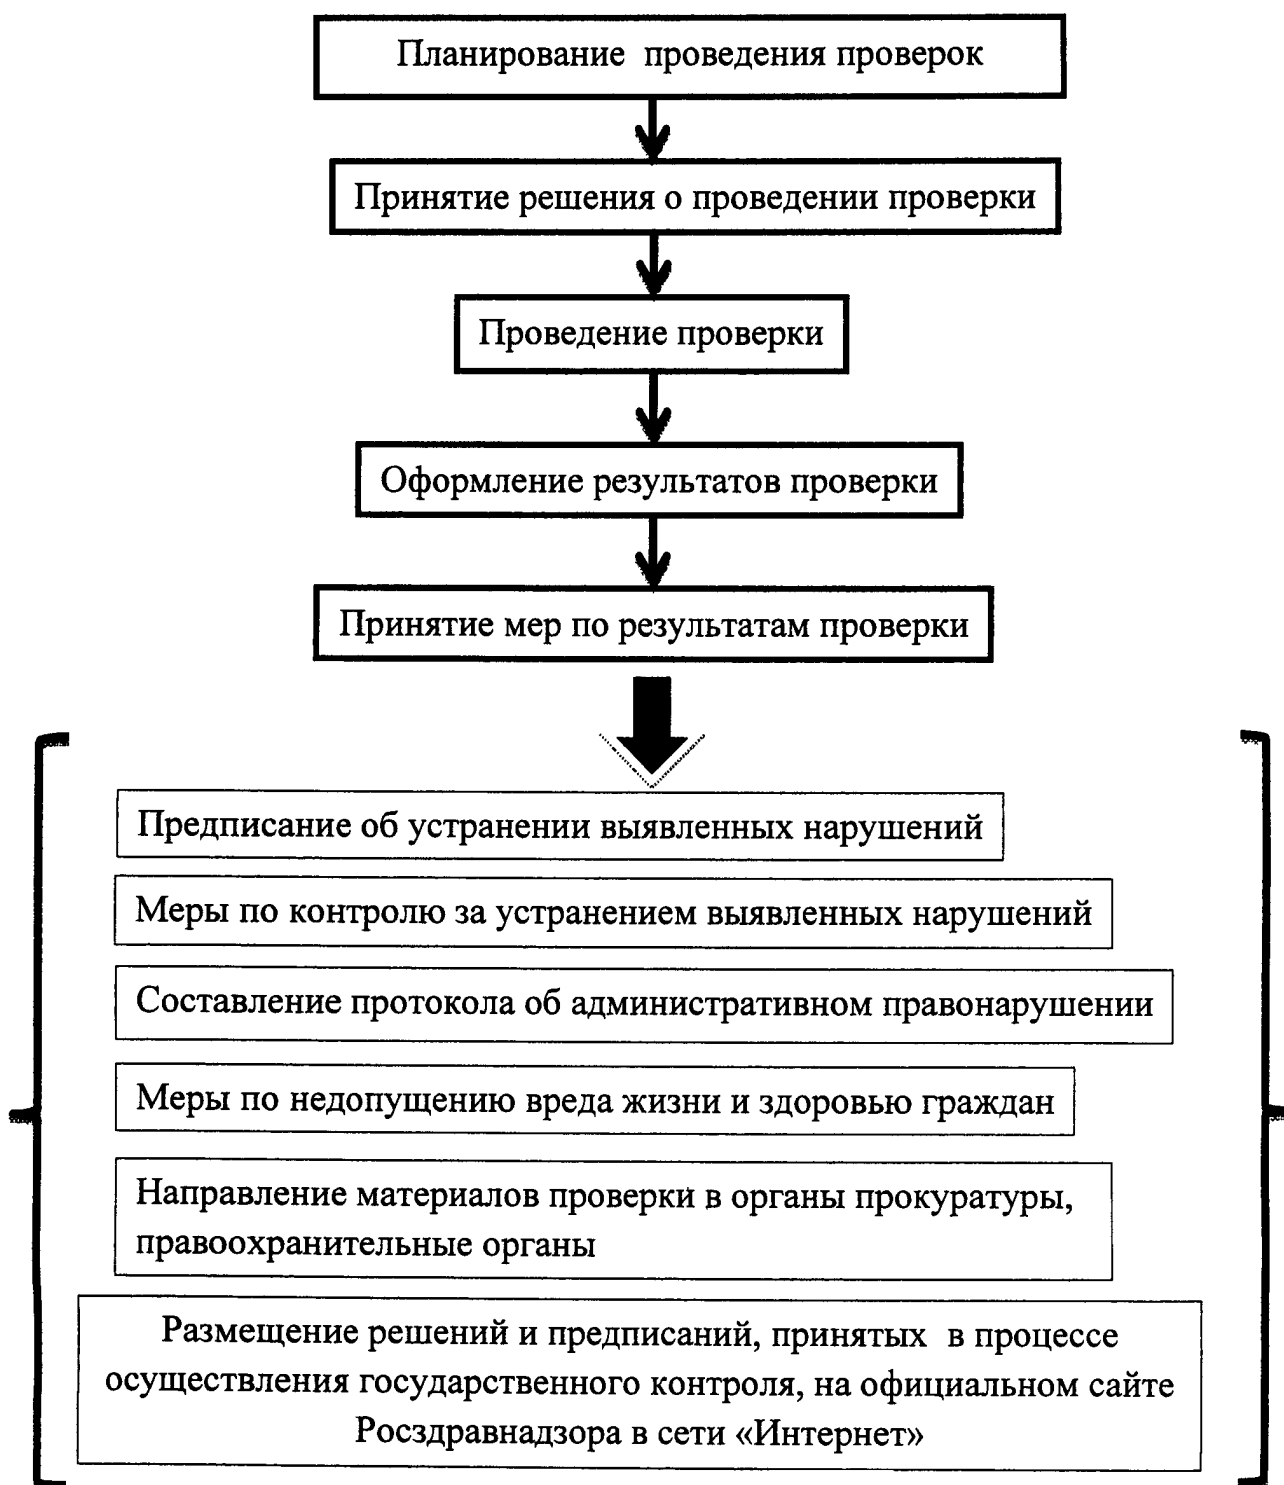 Планирование проведения проверок
Принятие решения о проведении проверки
Проведение проверки
Оформление результатов проверки
Принятие мер по результатам проверки
Предписание об устранении выявленных нарушений
Меры по контролю за устранением выявленных нарушений
Составление протокола об административном правонарушении
Меры по недопущению вреда жизни и здоровью граждан
Направление материалов проверки в органы прокуратуры,
правоохранительные органы
Размещение решений и предписаний, принятых в процессе
осуществления государственного контроля, на официальном сайте
Росздравнадзора в сети «Интернет»